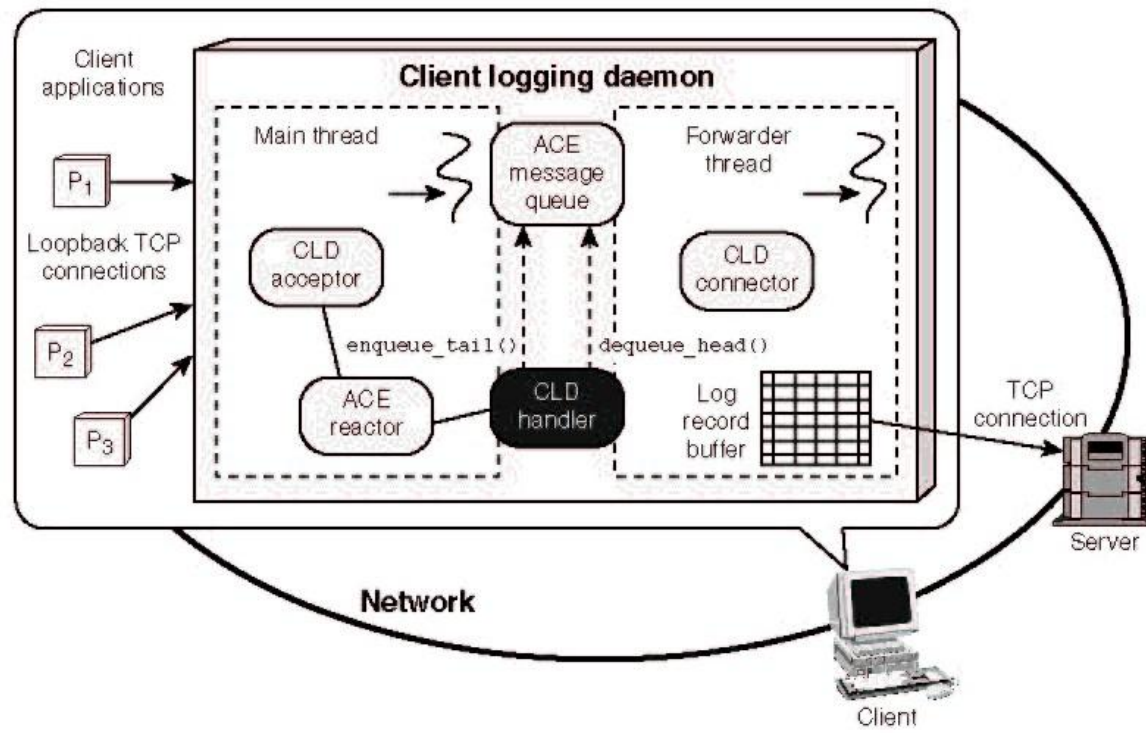 Client
applications
Client logging daemon
Main thread
ACE
message
queue
Forwarder
thread
P1
Loopback TCP
connections
CLD
acceptor
CLD
connector
P2
enqueue_tail()
dequeue_head()
P3
ACE
reactor
CLD
handler
Log
record
buffer
TCP
connection
Server
Network
Client